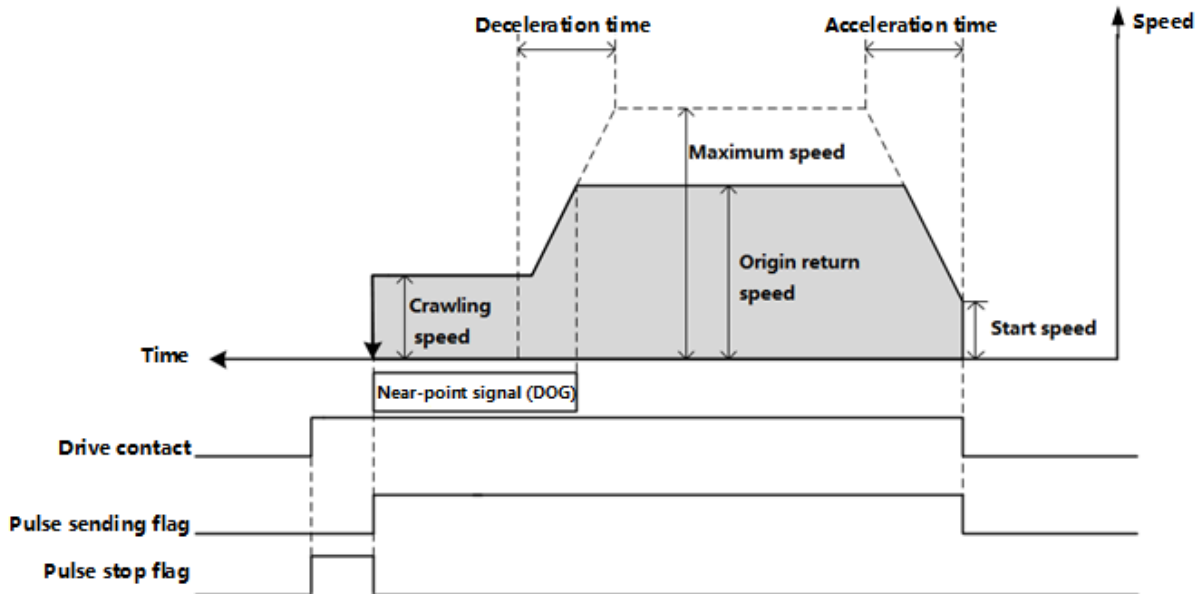 Deceleration time
Acceleration time
Speed
Maximum speed
Origin return
speed
Crawling
speed
Start speed
Time
Near-point signal (DOG)
Drive contact
Pulse sending flag
Pulse stop flag